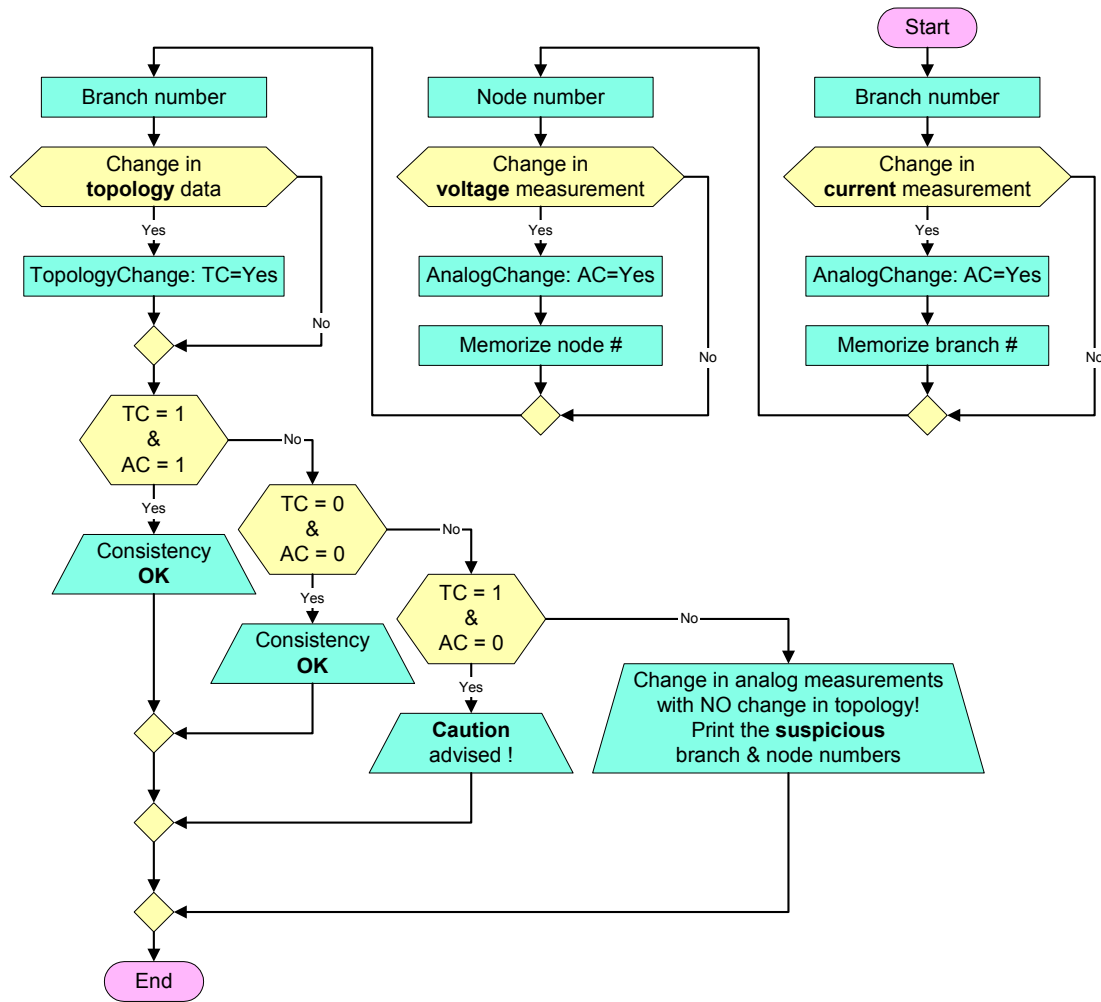 Start
Branch number
Change in
current measurement
Yes
No
AnalogChange: AC=Yes
Memorize branch #
Node number
Change in
voltage measurement
Yes
No
AnalogChange: AC=Yes
Memorize node #
Branch number
Change in
topology data
Yes
No
TopologyChange: TC=Yes
TC = 1
&
AC = 1
No
Yes
Consistency
OK
TC = 0
&
AC = 0
No
Yes
Consistency
OK
TC = 1
&
AC = 0
No
Yes
Caution
advised !
Change in analog measurements
with NO change in topology!
Print the suspicious
branch & node numbers
End